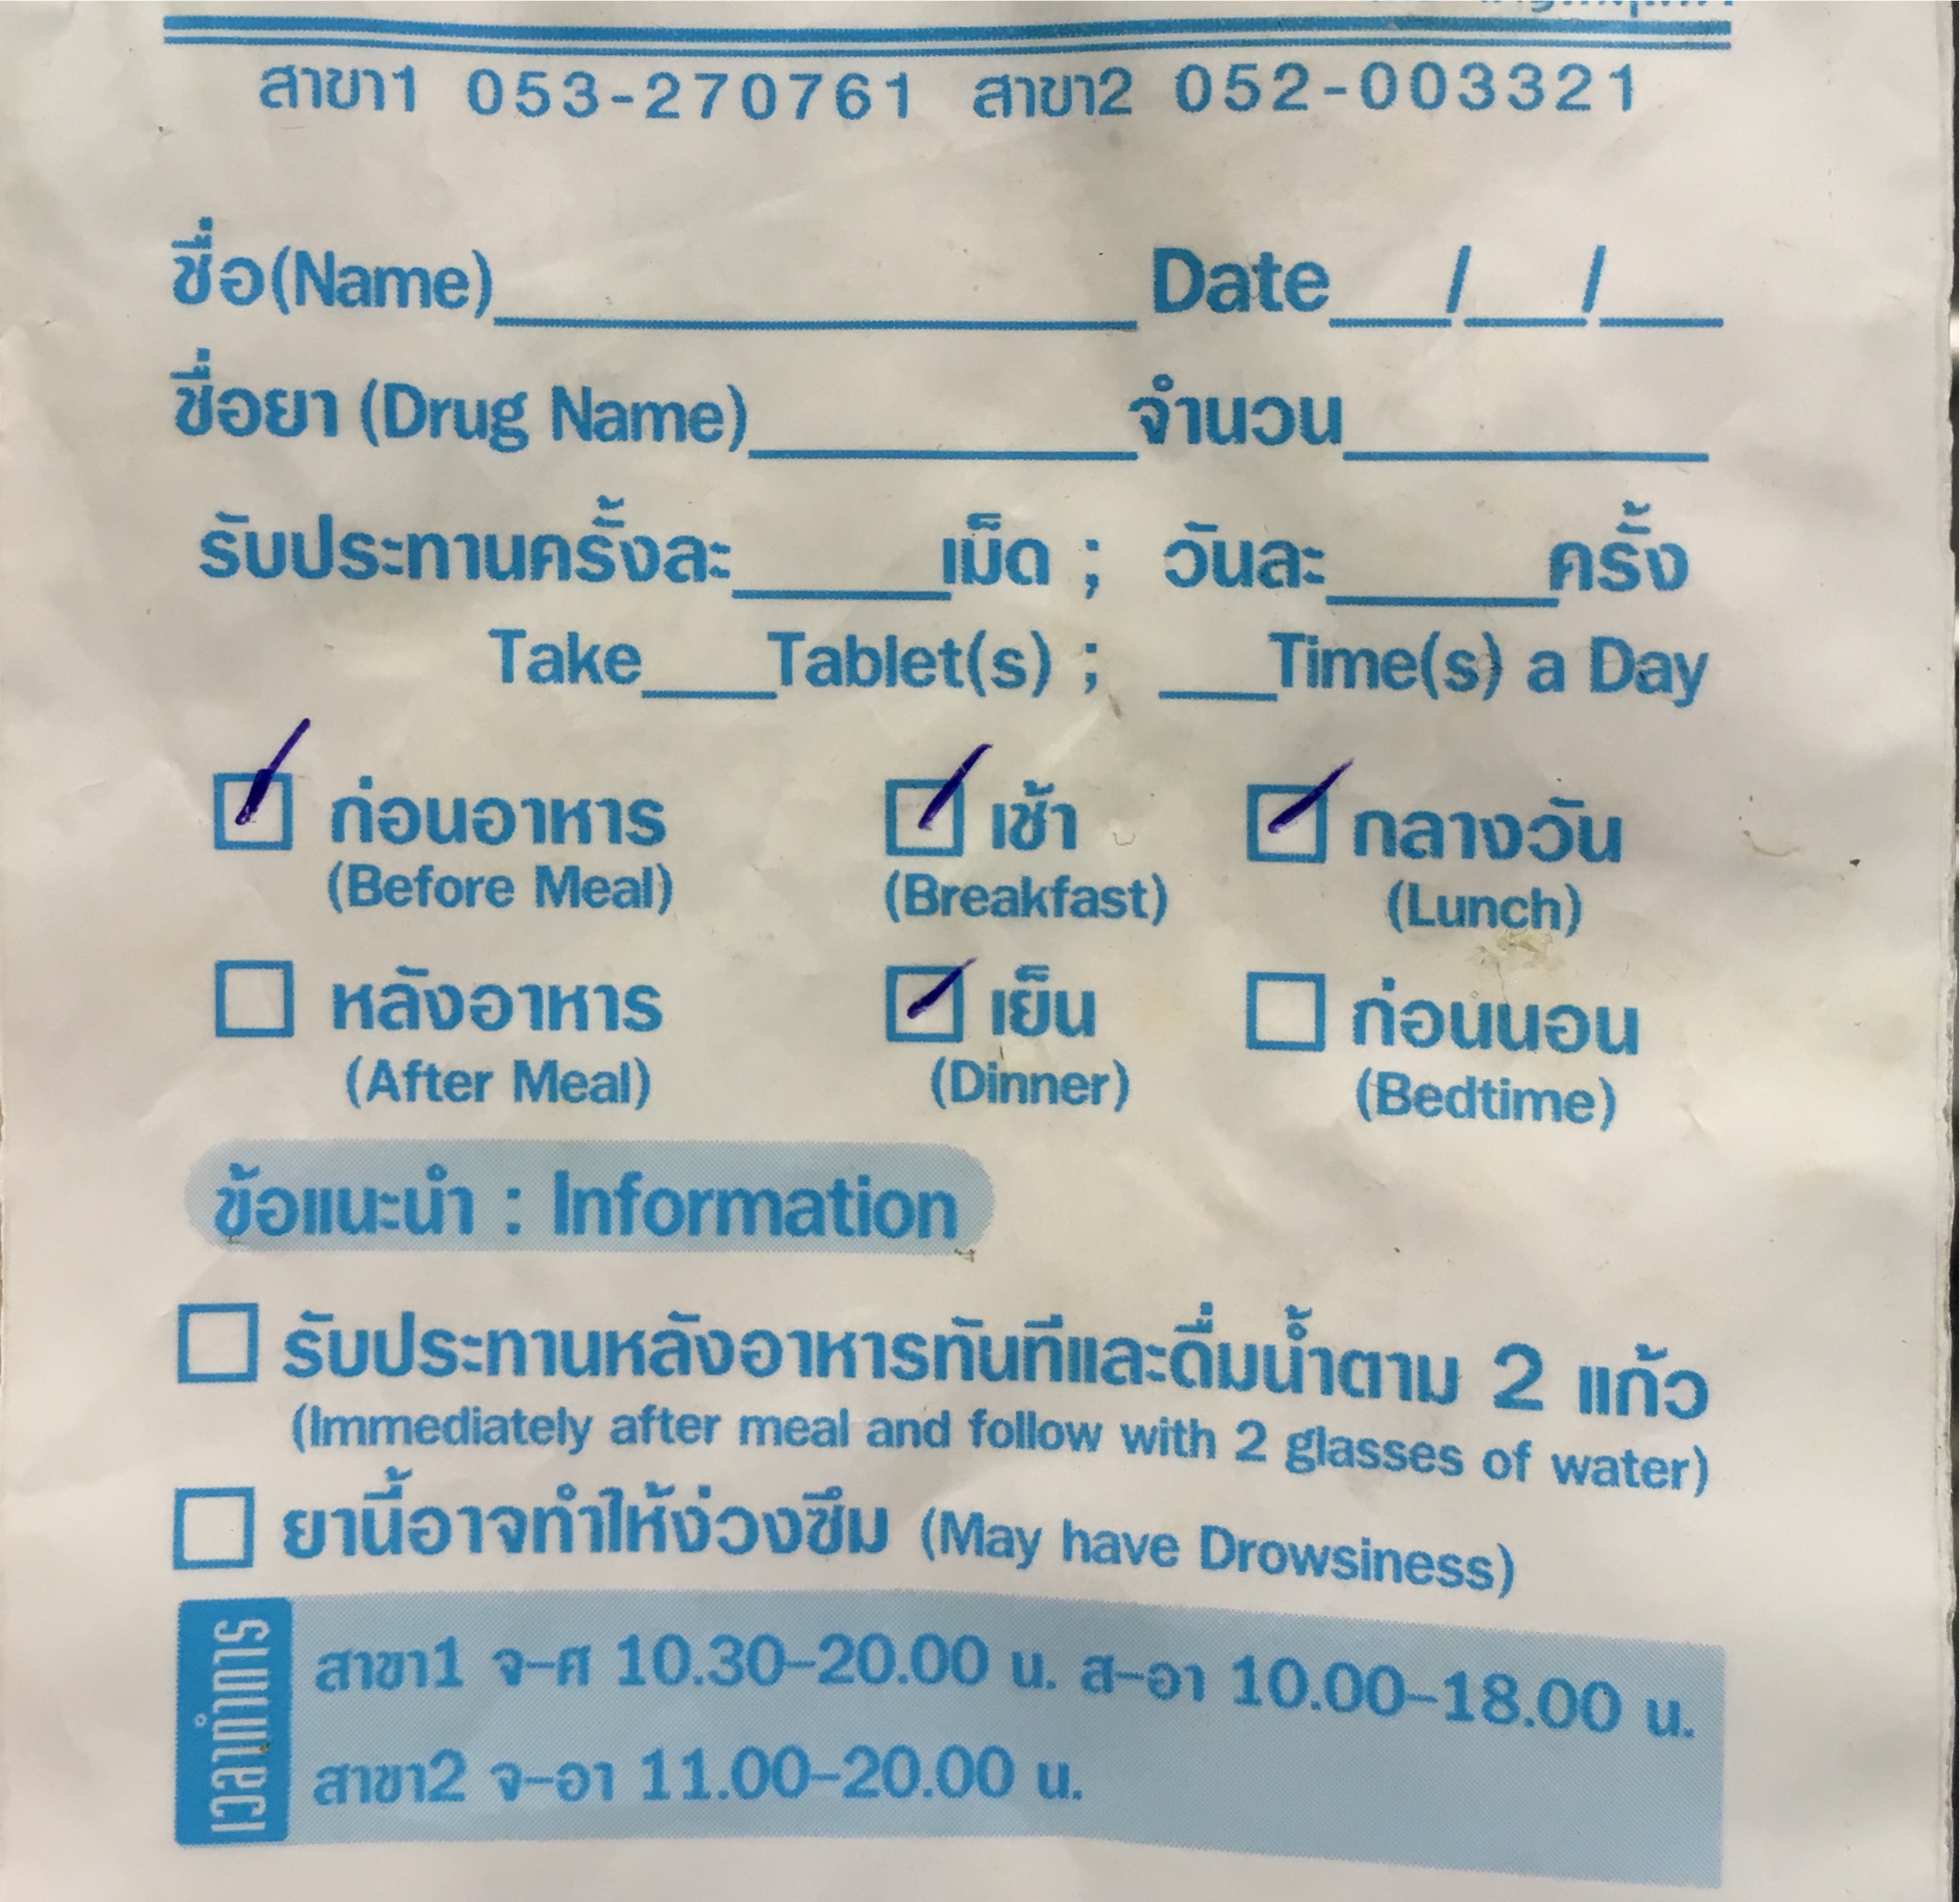 สาขา1 053-270761 สาขา2 052-003321
ชื่อ(Name)__________ Date___/___/___
ชื่อยา (Drug Name)__________จำนวน__________
รับประทานครั้งละ_____เม็ด ; วันละ_____ครั้ง
Take___Tablet(s) ; ___Time(s) a Day
ก่อนอาหาร เช้า กลางวัน
(Before Meal) (Breakfast) (Lunch)
หลังอาหาร เย็น ก่อนนอน
(After Meal) (Dinner) (Bedtime)
ข้อแนะนำ : Information
รับประทานหลังอาหารทันทีและดื่มน้ำตาม 2 แก้ว
(Immediately after meal and follow with 2 glasses of water)
ยานี้อาจทำให้ง่วงซึม (May have Drowsiness)
เวลาทำการ
สาขา1 จ-ศ 10.30-20.00 น. ส-อา 10.00-18.00 น.
สาขา2 จ-อา 11.00-20.00 น.